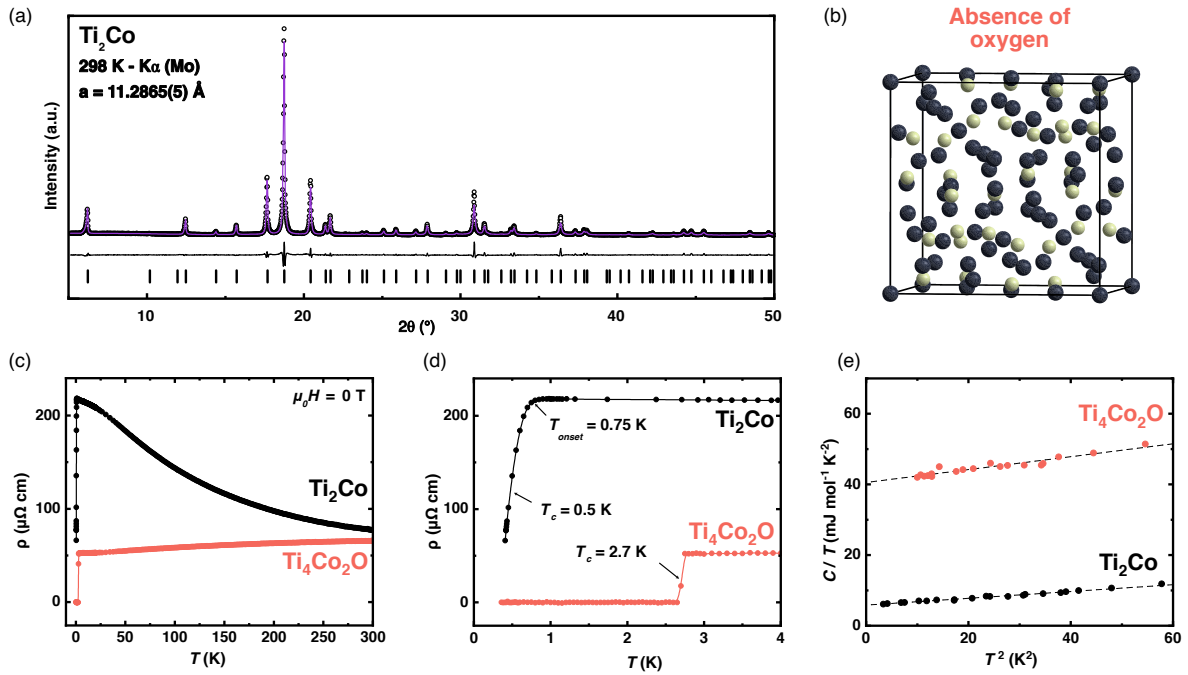 (a)
Ti₂Co
298 K - Kα (Mo)
a = 11.2865(5) Å
Intensity (a.u.)
10 20 30 40 50
2θ (º)
(b)
Absence of
oxygen
(c)
μ₀H = 0 T
200
100
0
ρ (μΩ cm)
Ti₂Co
Ti₄Co₂O
0 50 100 150 200 250 300
T (K)
(d)
200
100
0
ρ (μΩ cm)
Ti₂Co
T onset = 0.75 K
T c = 0.5 K
Ti₄Co₂O
T c = 2.7 K
0 1 2 3 4
T (K)
(e)
60
40
20
0
C / T (mJ mol⁻¹ K⁻²)
Ti₄Co₂O
Ti₂Co
0 20 40 60
T ² (K²)